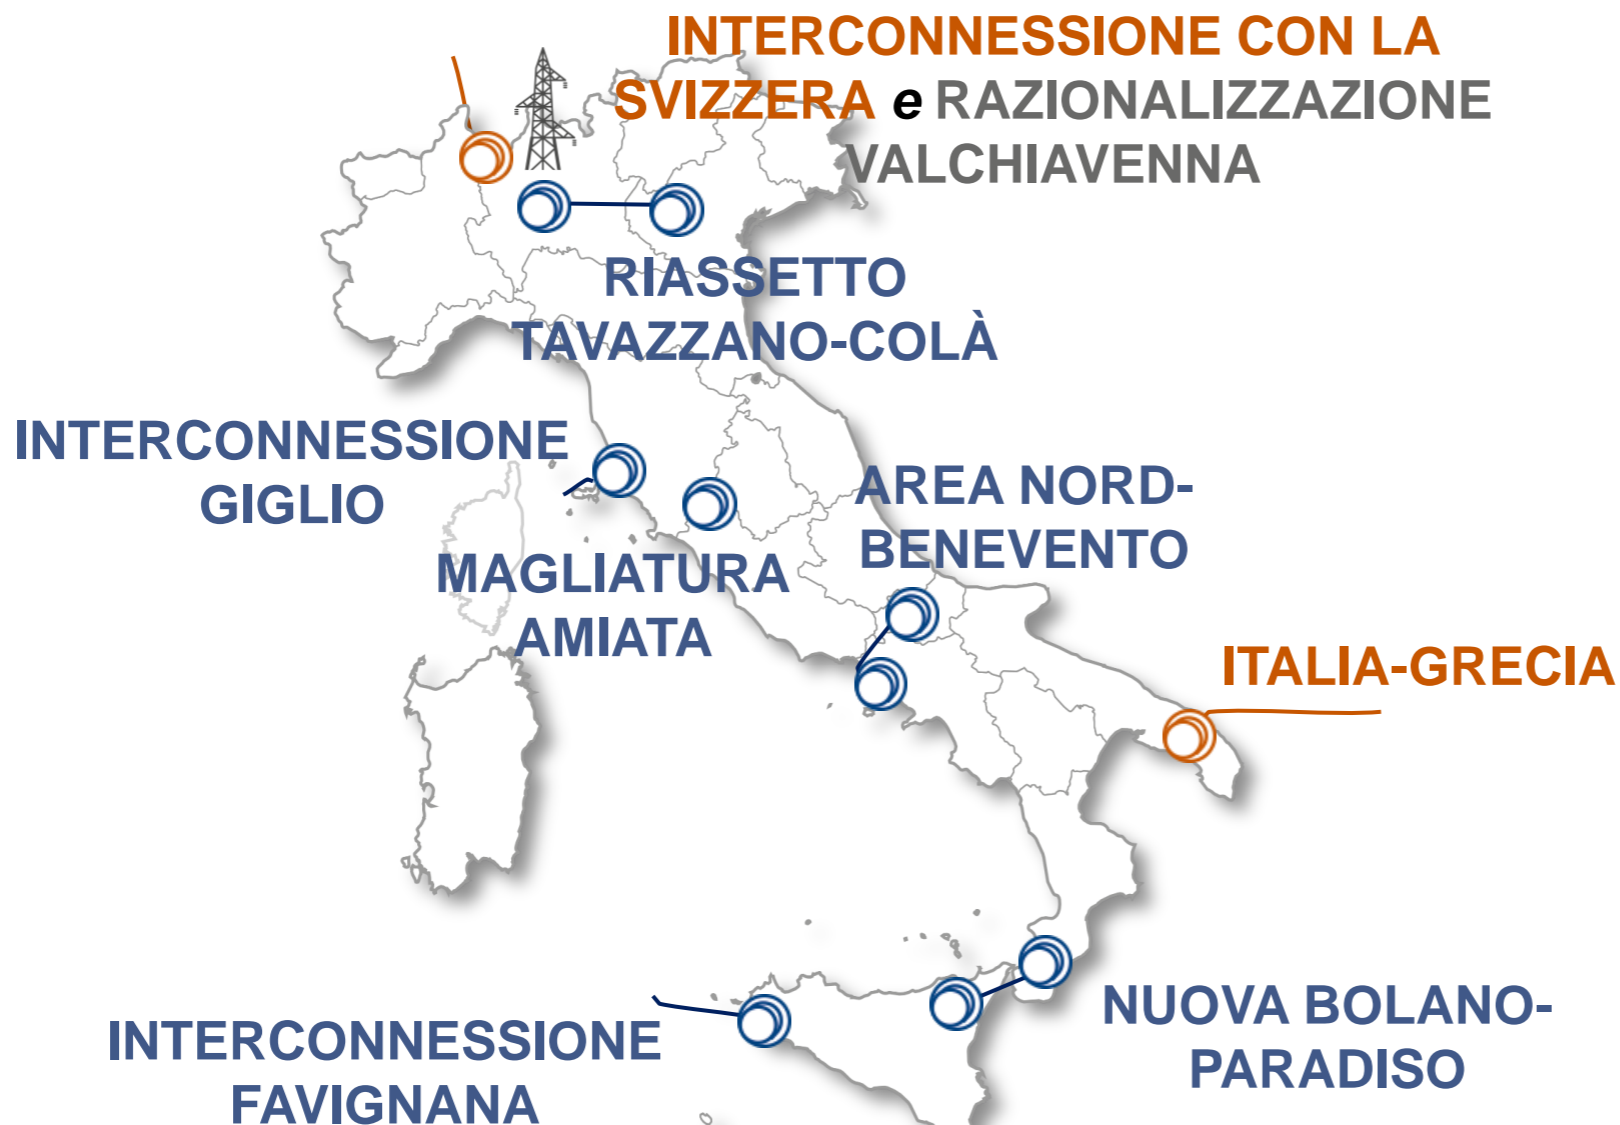 INTERCONNESSIONE CON LA
SVIZZERA e RAZIONALIZZAZIONE
VALCHIAVENNA
RIASSETTO
TAVAZZANO-COLÀ
INTERCONNESSIONE
GIGLIO
AREA NORD-
BENEVENTO
MAGLIATURA
AMIATA
ITALIA-GRECIA
NUOVA BOLANO-
PARADISO
INTERCONNESSIONE
FAVIGNANA